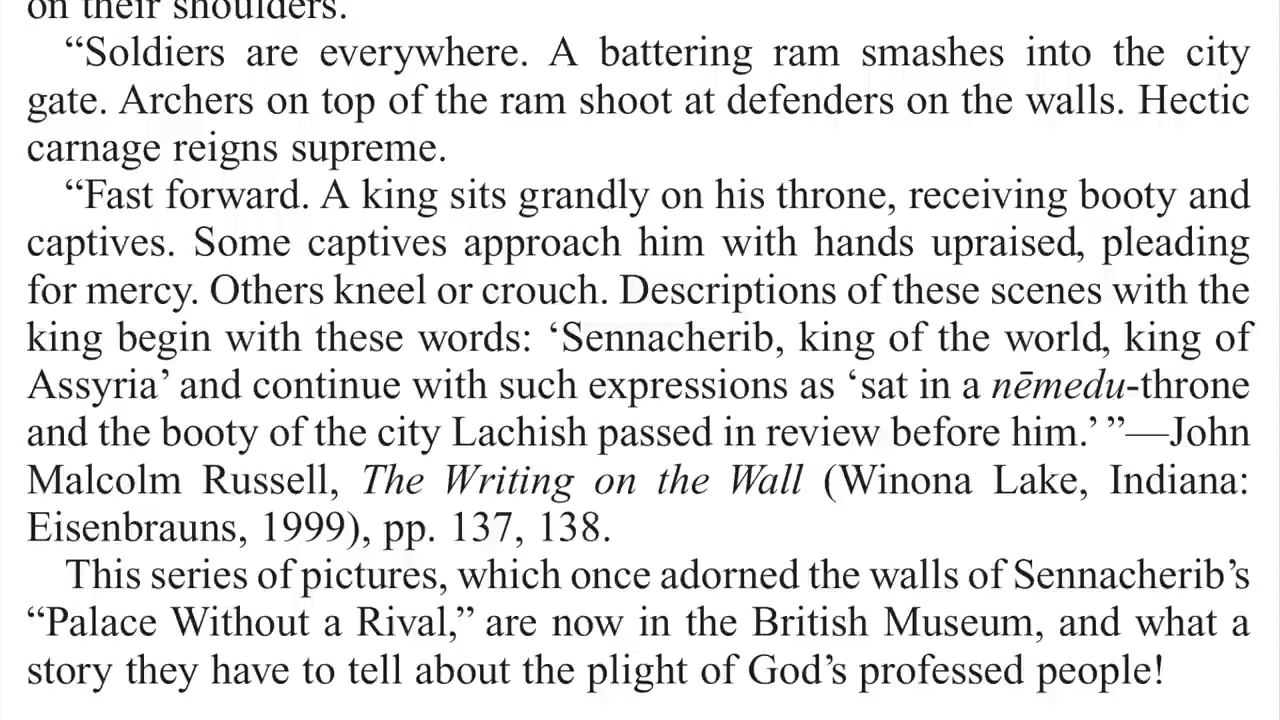 on their shoulders.
“Soldiers are everywhere. A battering ram smashes into the city
gate. Archers on top of the ram shoot at defenders on the walls. Hectic
carnage reigns supreme.
“Fast forward. A king sits grandly on his throne, receiving booty and
captives. Some captives approach him with hands upraised, pleading
for mercy. Others kneel or crouch. Descriptions of these scenes with the
king begin with these words: ‘Sennacherib, king of the world, king of
Assyria’ and continue with such expressions as ‘sat in a nēmedu-throne
and the booty of the city Lachish passed in review before him.’ ”—John
Malcolm Russell, The Writing on the Wall (Winona Lake, Indiana:
Eisenbrauns, 1999), pp. 137, 138.
This series of pictures, which once adorned the walls of Sennacherib’s
“Palace Without a Rival,” are now in the British Museum, and what a
story they have to tell about the plight of God’s professed people!